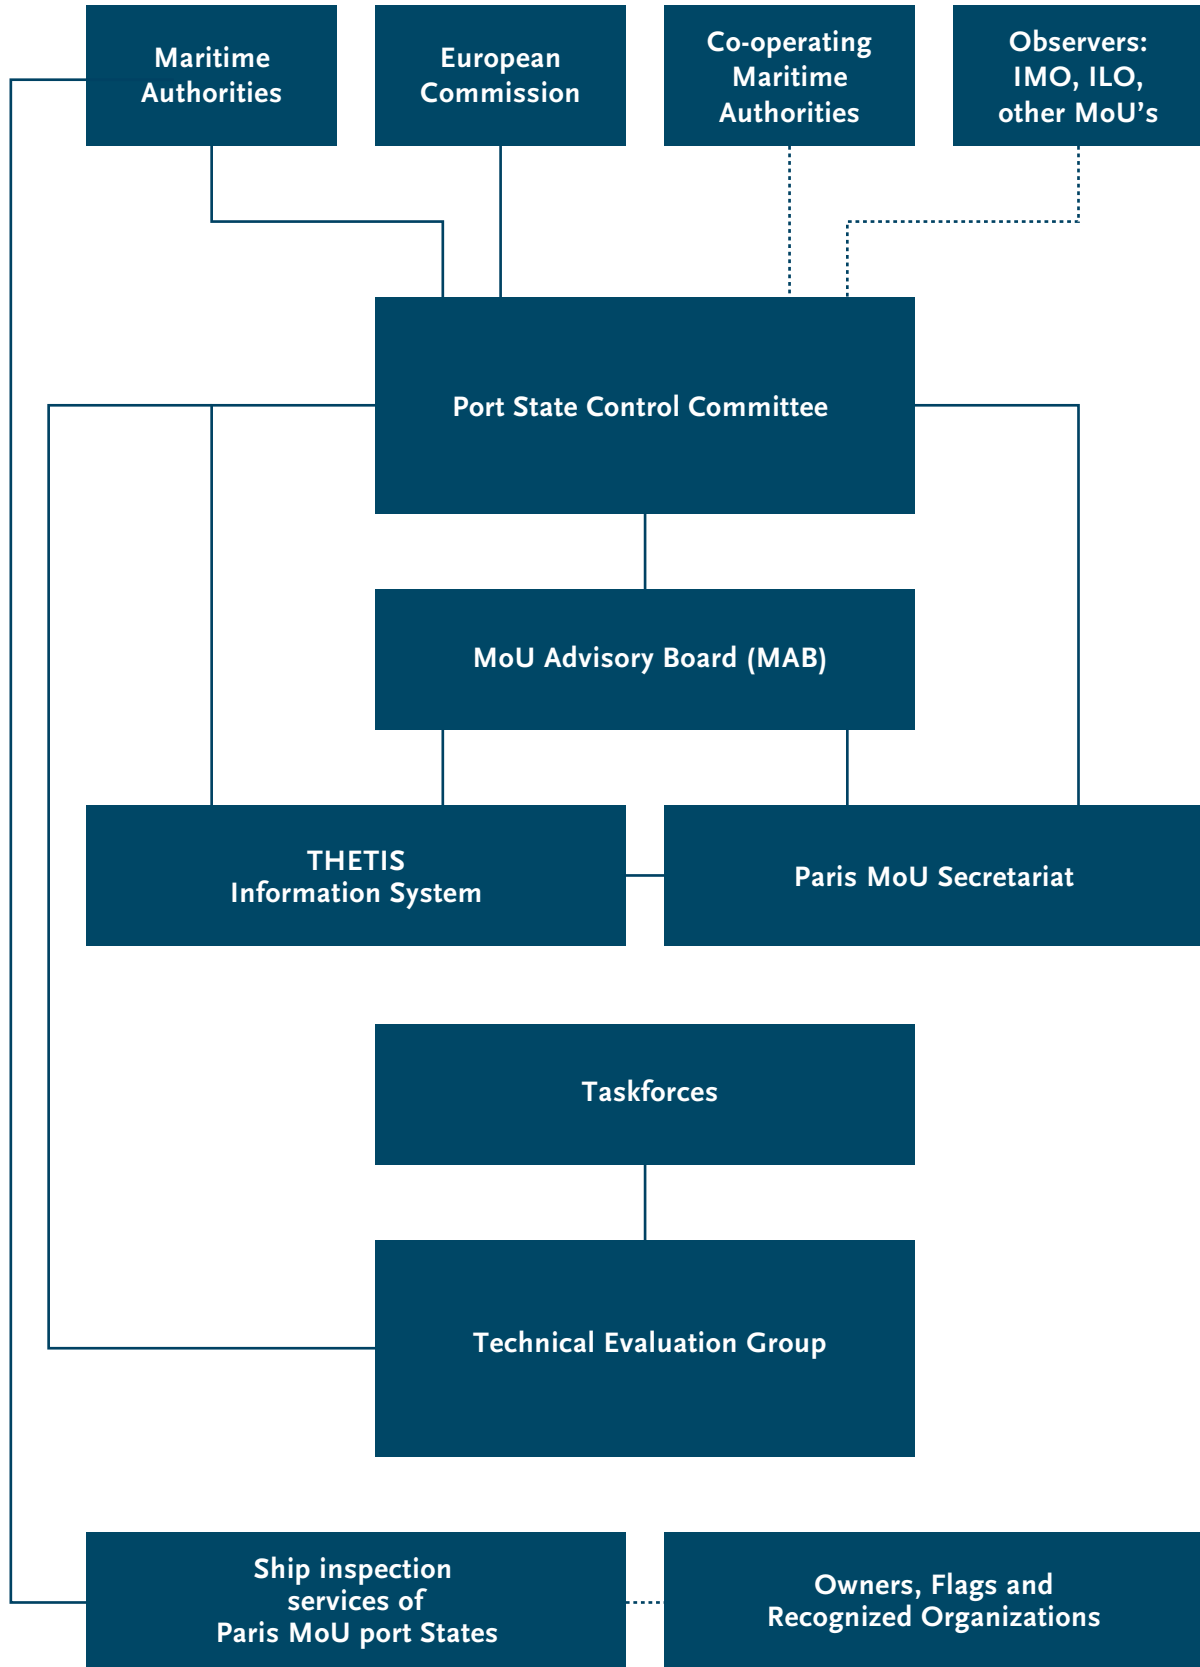 Maritime
Authorities
European
Commission
Co-operating
Maritime
Authorities
Observers:
IMO, ILO,
other MoU’s
Port State Control Committee
MoU Advisory Board (MAB)
THETIS
Information System
Paris MoU Secretariat
Taskforces
Technical Evaluation Group
Ship inspection
services of
Paris MoU port States
Owners, Flags and
Recognized Organizations